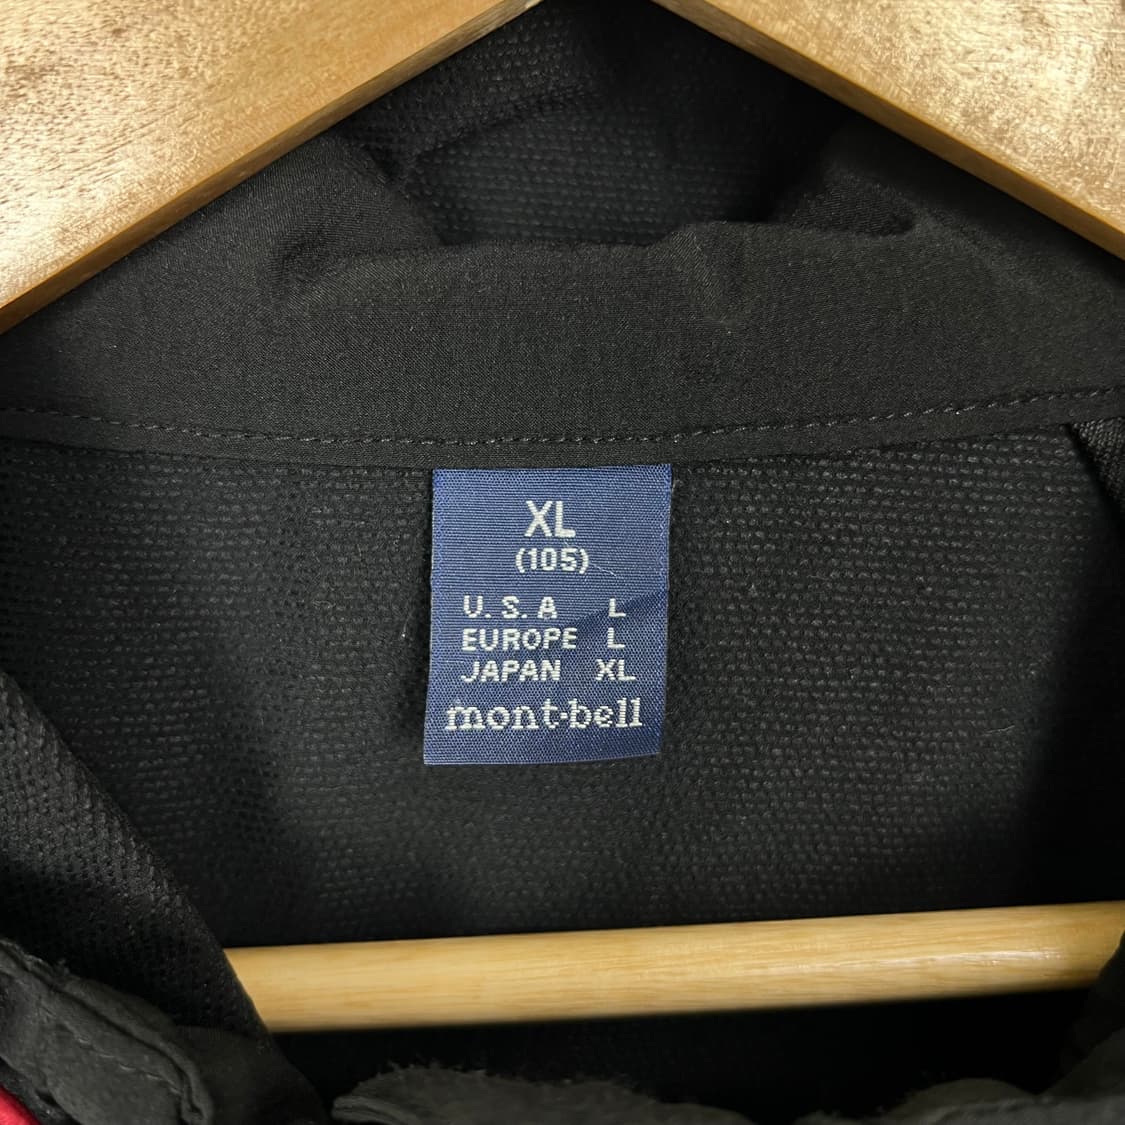 XL
(105)
U.S.A L
EUROPE L
JAPAN XL
mont-bell